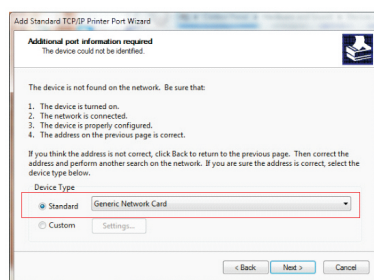 Add Standard TCP/IP Printer Port Wizard
Additional port information required
The device could not be identified.
The device is not found on the network. Be sure that:
1. The device is turned on.
2. The network is connected.
3. The device is properly configured.
4. The address on the previous page is correct.
If you think the address is not correct, click Back to return to the previous page. Then correct the
address and perform another search on the network. If you are sure the address is correct, select the
device type below.
Device Type
Standard Generic Network Card
Custom Settings...
< Back Next > Cancel